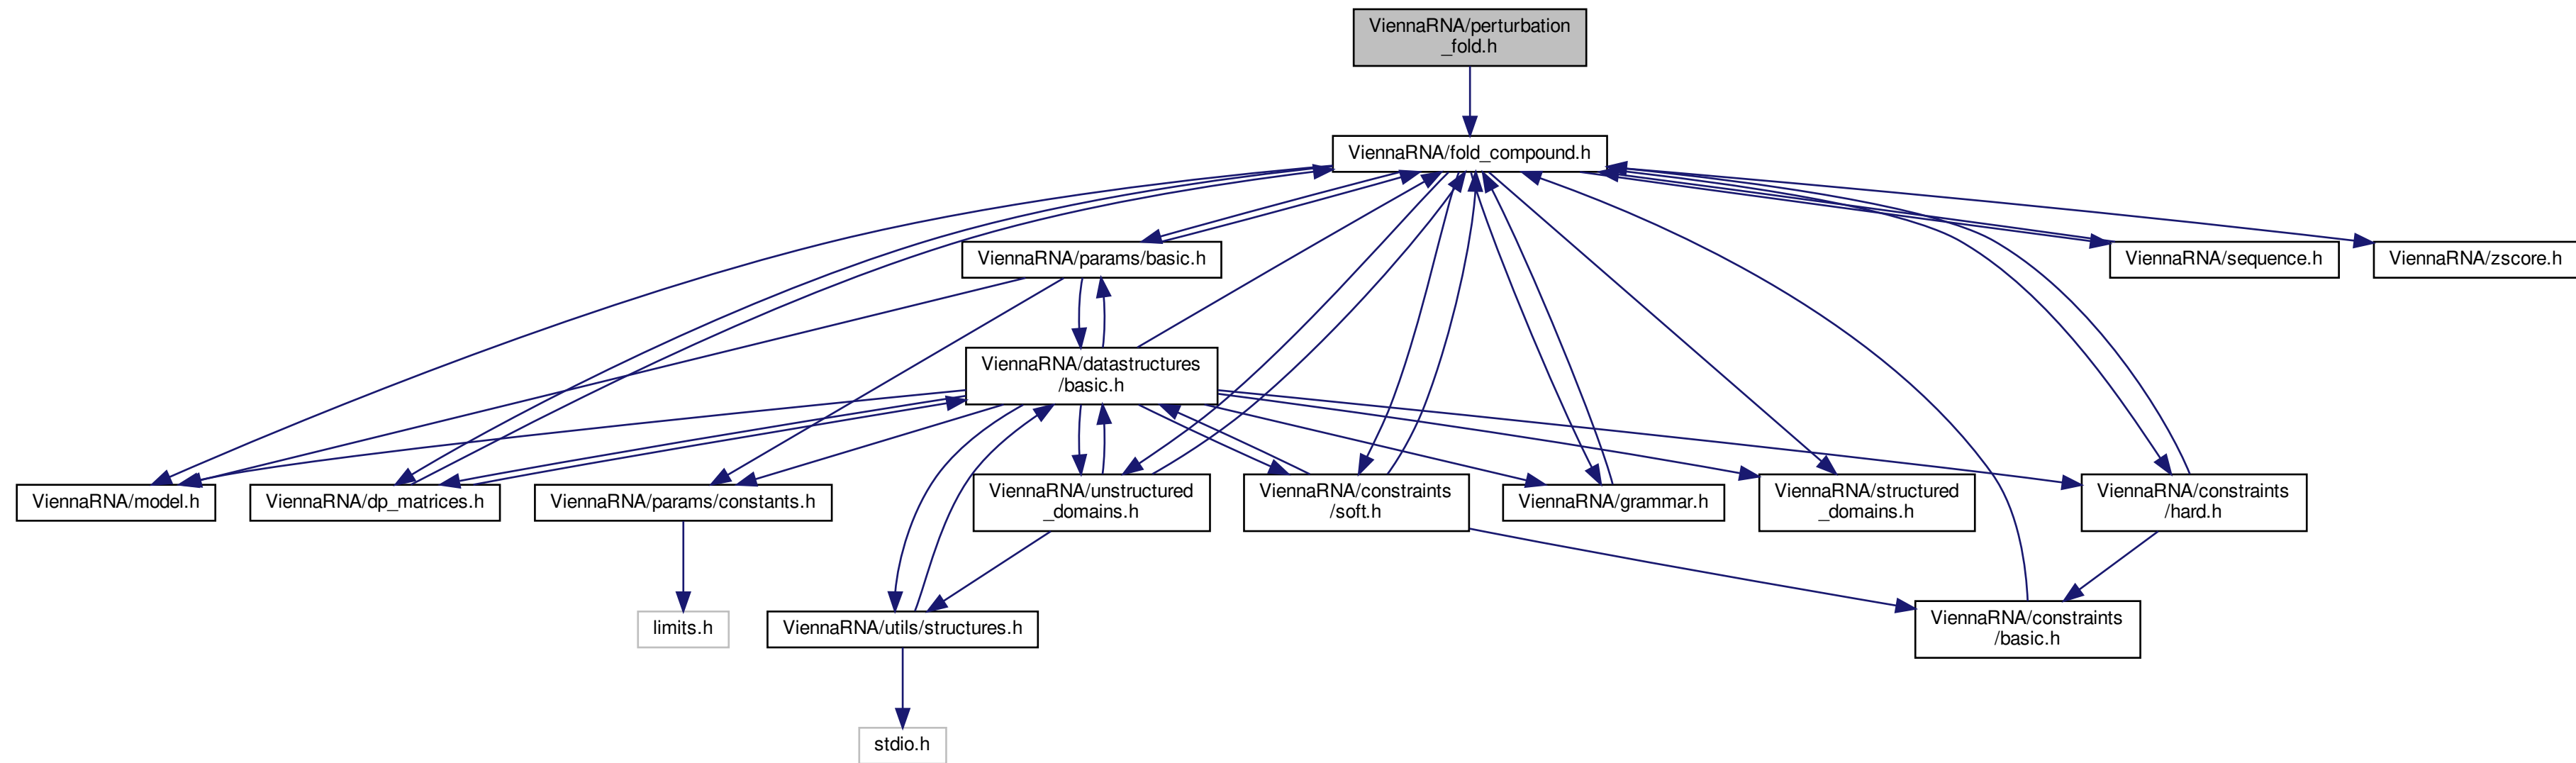 ViennaRNA/perturbation
_fold.h
ViennaRNA/fold_compound.h
ViennaRNA/params/basic.h
ViennaRNA/sequence.h
ViennaRNA/zscore.h
ViennaRNA/datastructures
/basic.h
ViennaRNA/model.h
ViennaRNA/dp_matrices.h
ViennaRNA/params/constants.h
ViennaRNA/unstructured
_domains.h
ViennaRNA/constraints
/soft.h
ViennaRNA/grammar.h
ViennaRNA/structured
_domains.h
ViennaRNA/constraints
/hard.h
limits.h
ViennaRNA/utils/structures.h
ViennaRNA/constraints
/basic.h
stdio.h